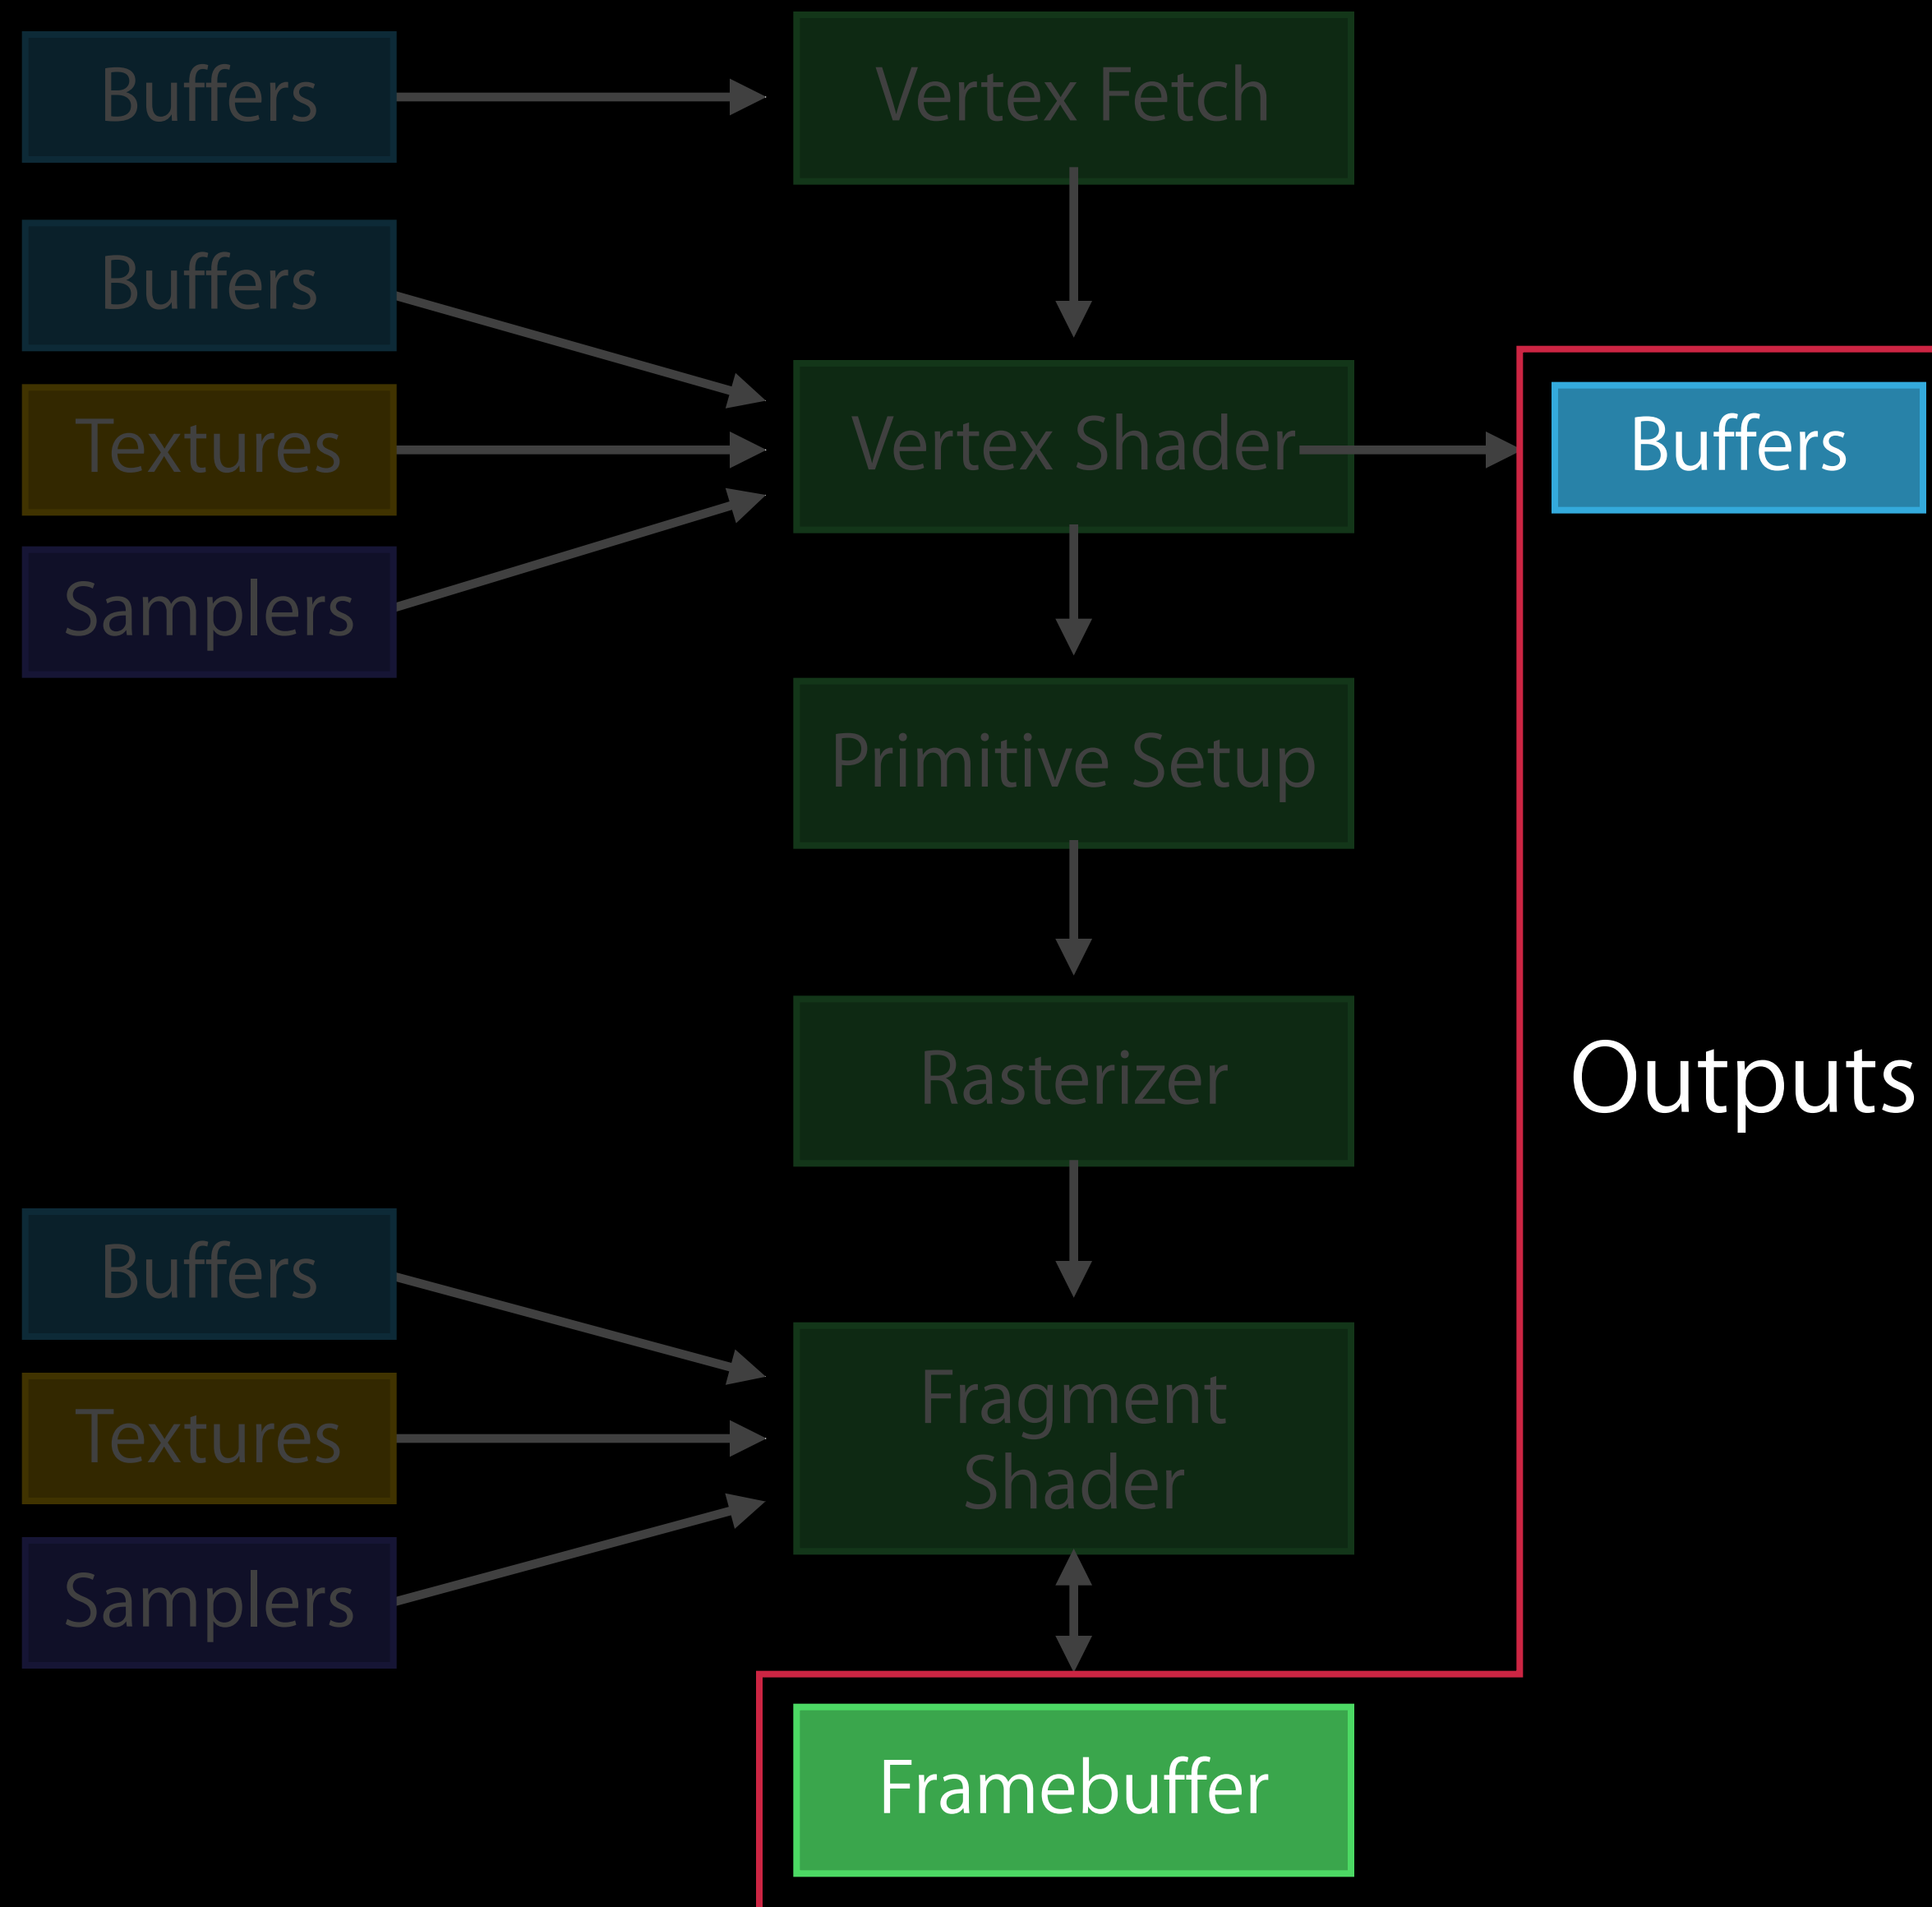 Buffers
Vertex Fetch
Buffers
Textures
Samplers
Vertex Shader
Buffers
Primitive Setup
Rasterizer
Outputs
Buffers
Textures
Samplers
Fragment
Shader
Framebuffer